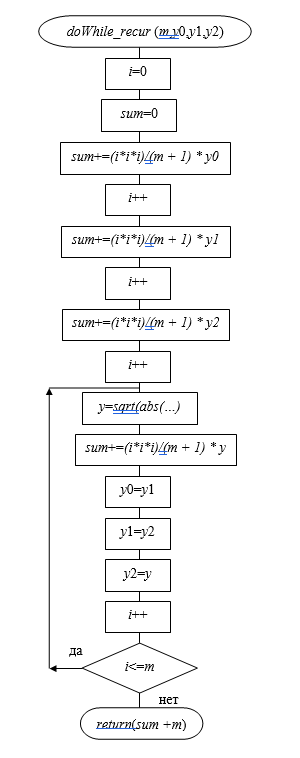 doWhile_recur (m,y0,y1,y2)
i=0
sum=0
sum+=(i*i*i)/(m + 1) * y0
i++
sum+=(i*i*i)/(m + 1) * y1
i++
sum+=(i*i*i)/(m + 1) * y2
i++
y=sqrt(abs(…)
sum+=(i*i*i)/(m + 1) * y
y0=y1
y1=y2
y2=y
i++
да
i<=m
нет
return(sum +m)